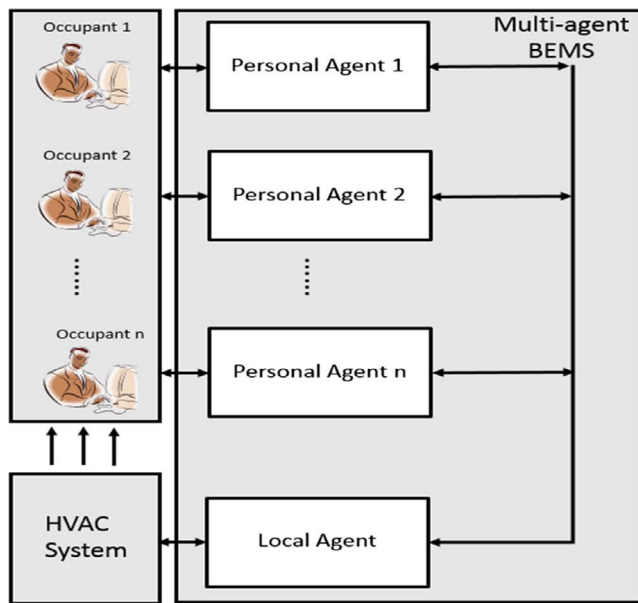 Occupant 1
Personal Agent 1
Multi-agent
BEMS
Occupant 2
Personal Agent 2
Occupant n
Personal Agent n
HVAC
System
Local Agent